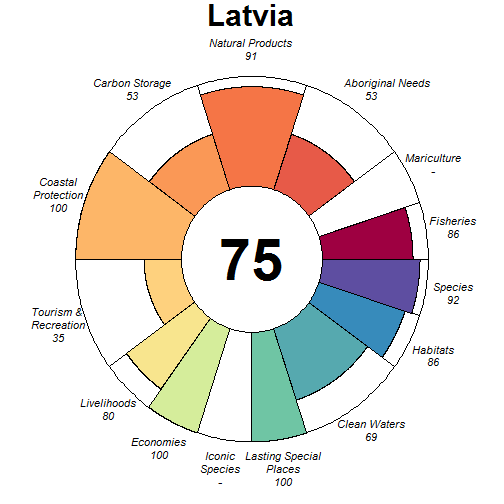 Latvia
Natural Products
91
Carbon Storage
53
Aboriginal Needs
53
Mariculture
-
Coastal
Protection
100
Fisheries
86
75
Species
92
Tourism &
Recreation
35
Habitats
86
Livelihoods
80
Clean Waters
69
Economies
100
Iconic
Species
-
Lasting Special
Places
100